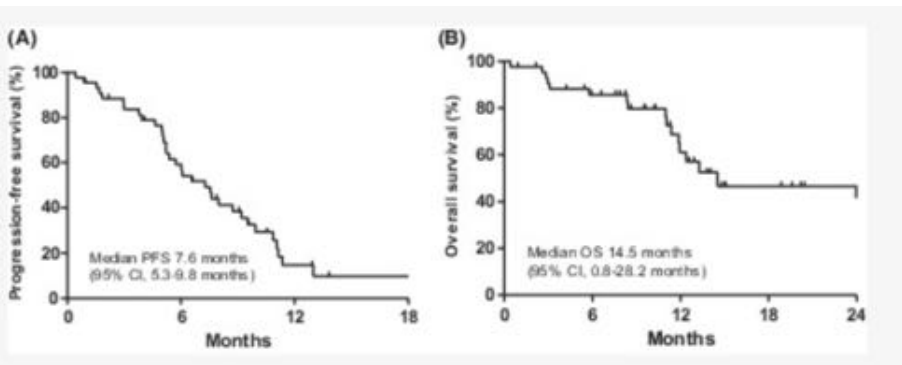 (A)
Progression-free survival (%)
100
80
60
40
20
0
Median PFS 7.6 months
(95% CI, 5.3-9.8 months)
0 6 12 18
Months
(B)
Overall survival (%)
100
80
60
40
20
0
Median OS 14.5 months
(95% CI, 0.8-28.2 months)
0 6 12 18 24
Months